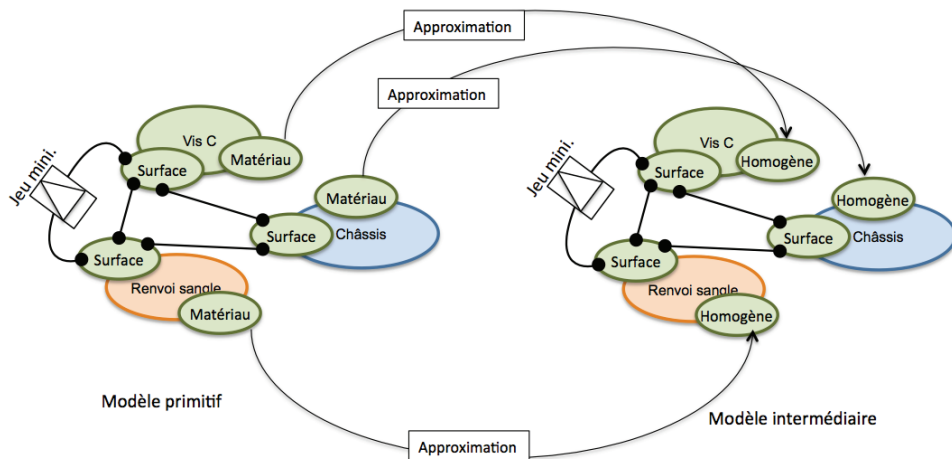 Approximation
Approximation
Vis C
Matériau
Surface
Jeu mini.
Matériau
Surface
Châssis
Surface
Renvoi sangle
Matériau
Modèle primitif
Vis C
Homogène
Surface
Jeu mini.
Homogène
Surface
Châssis
Surface
Renvoi sangle
Homogène
Modèle intermédiaire
Approximation